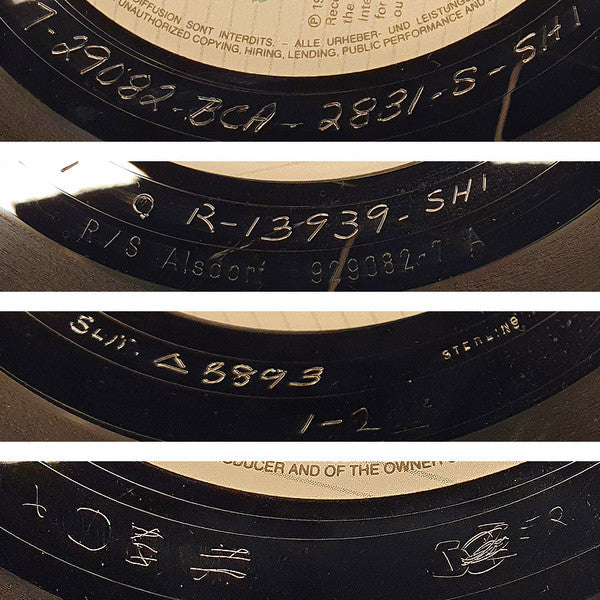 DIFFUSION SONT INTERDITS. – ALLE URHEBER- UND LEISTUNG
UNAUTHORIZED COPYING, HIRING, LENDING, PUBLIC PERFORMANCE AND
7-29082-BCA-2831-S-SH1
R-13939-SH1
R/S Alsdorf 929082-7 A
SLM. Δ 3893
STERLING
1-2
DUCER AND OF THE OWNER